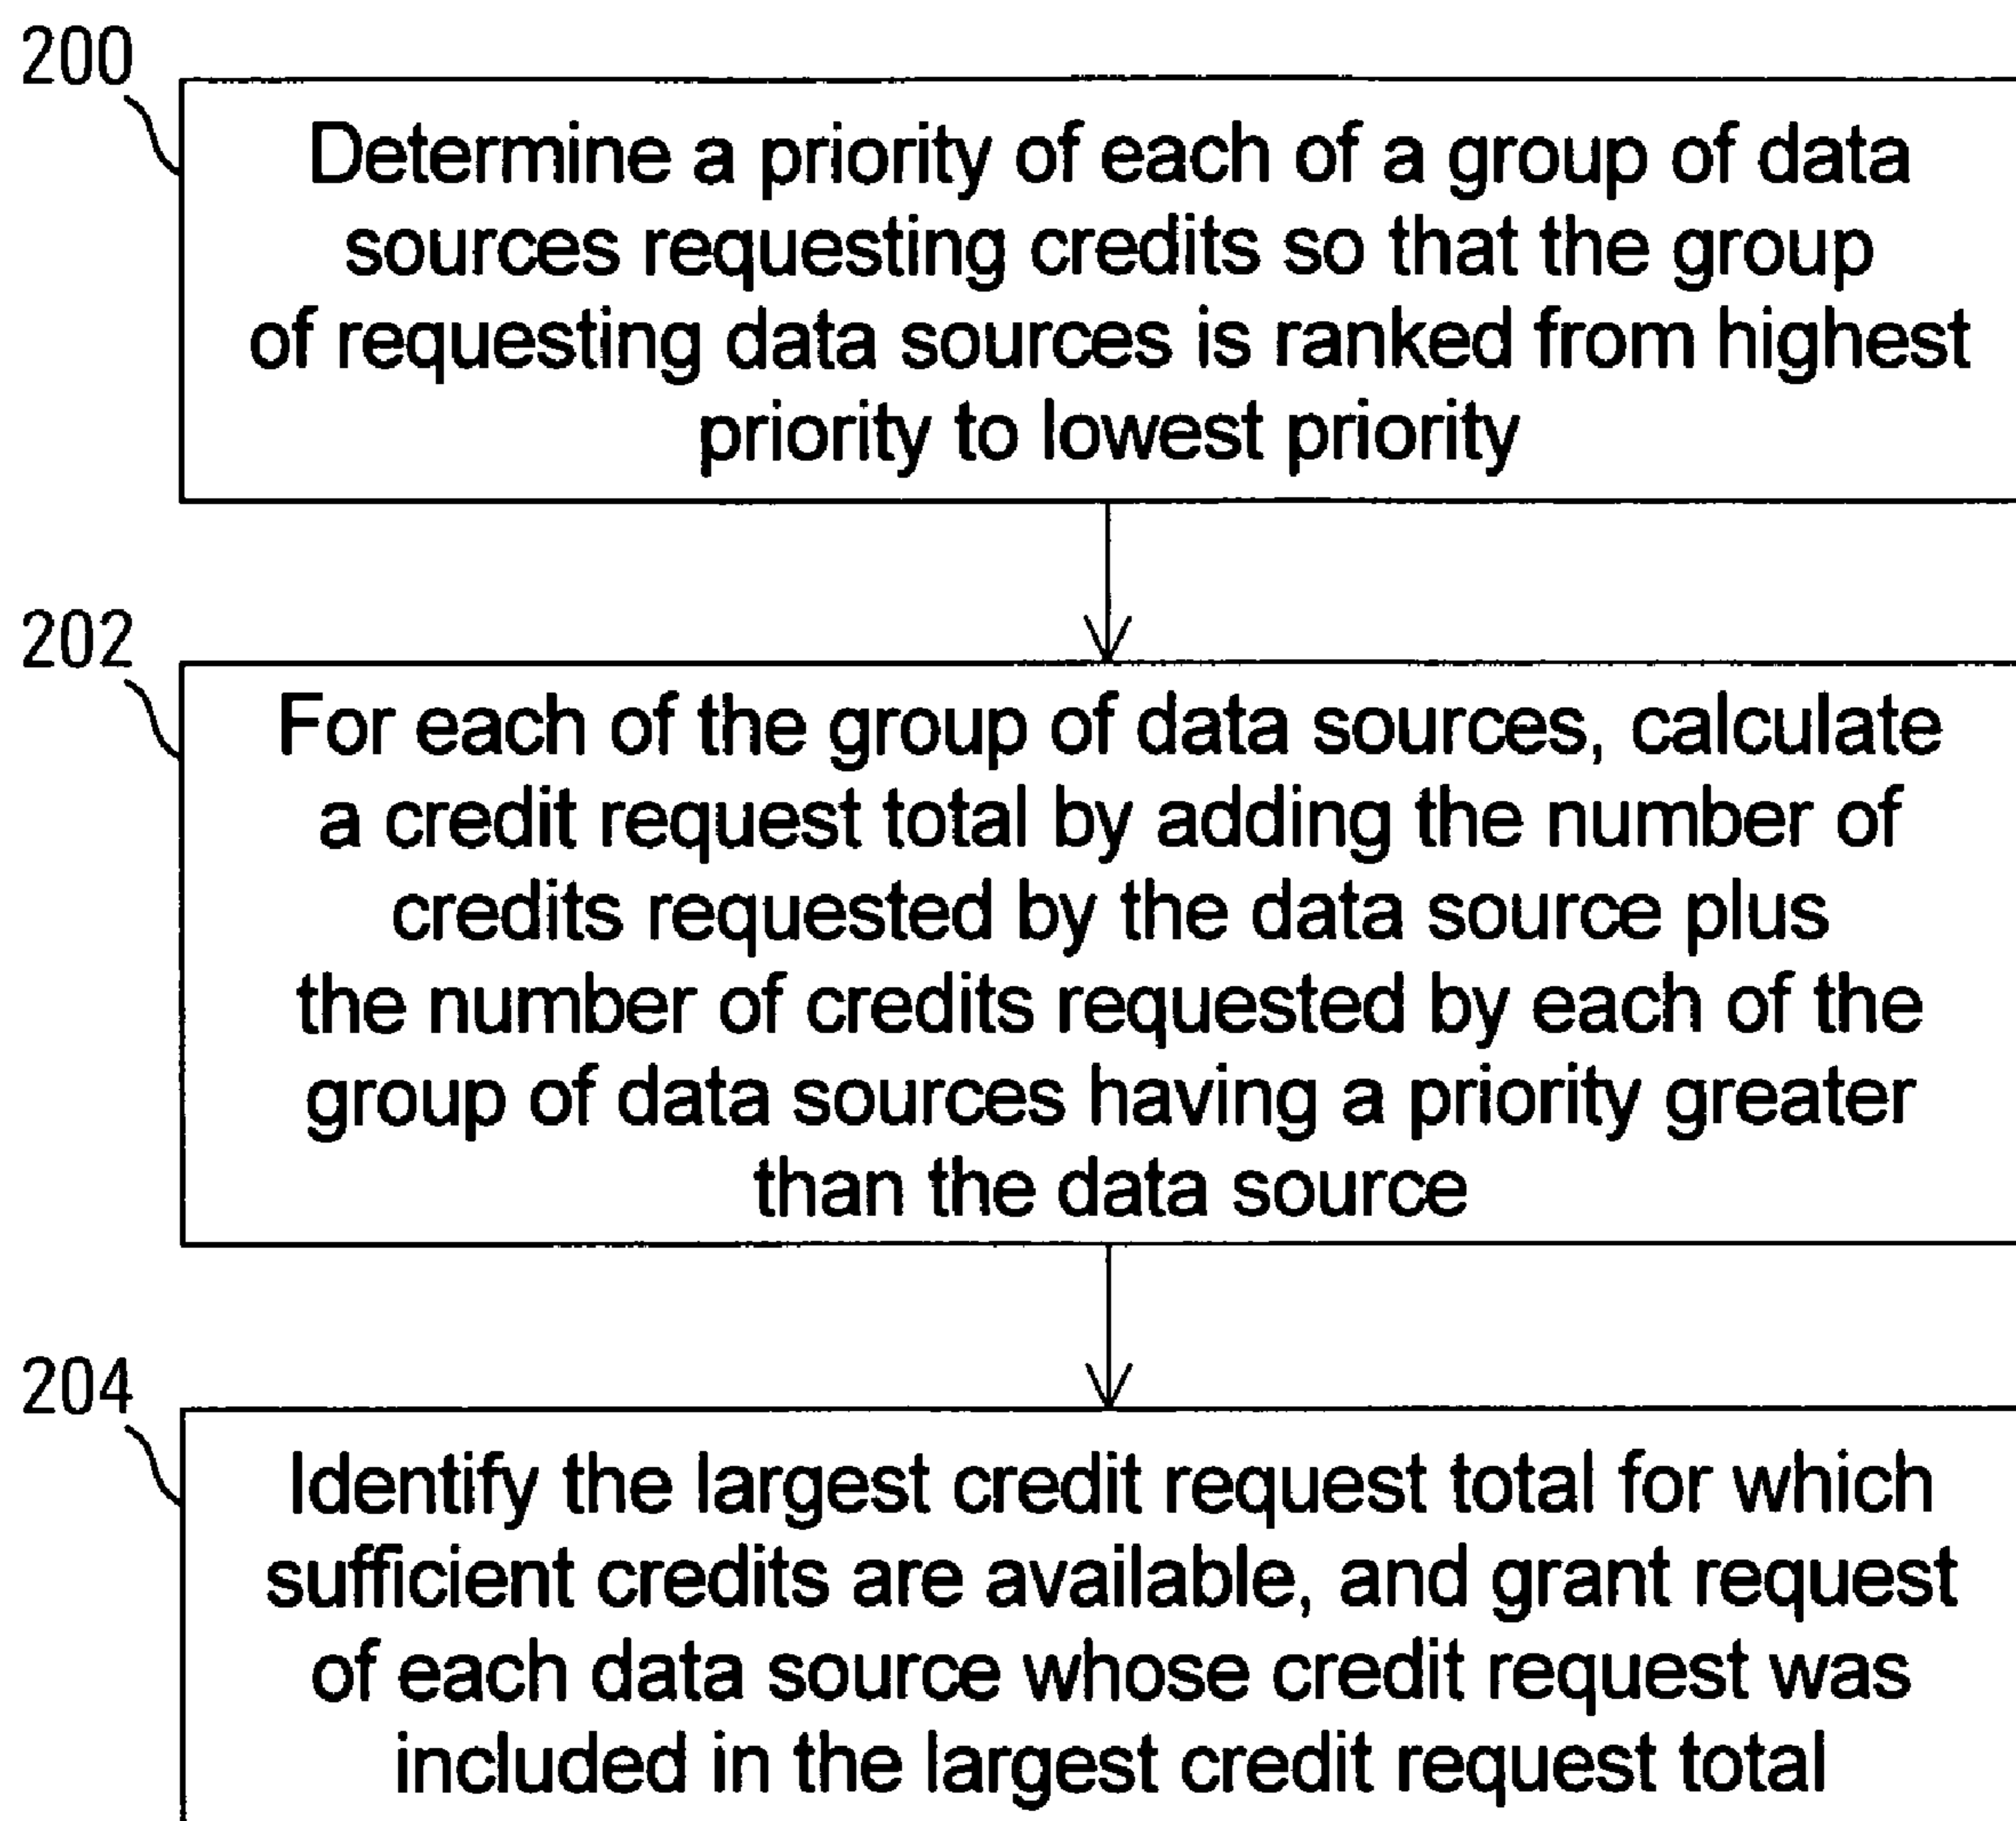 200
Determine a priority of each of a group of data
sources requesting credits so that the group
of requesting data sources is ranked from highest
priority to lowest priority
202
For each of the group of data sources, calculate
a credit request total by adding the number of
credits requested by the data source plus
the number of credits requested by each of the
group of data sources having a priority greater
than the data source
204
Identify the largest credit request total for which
sufficient credits are available, and grant request
of each data source whose credit request was
included in the largest credit request total